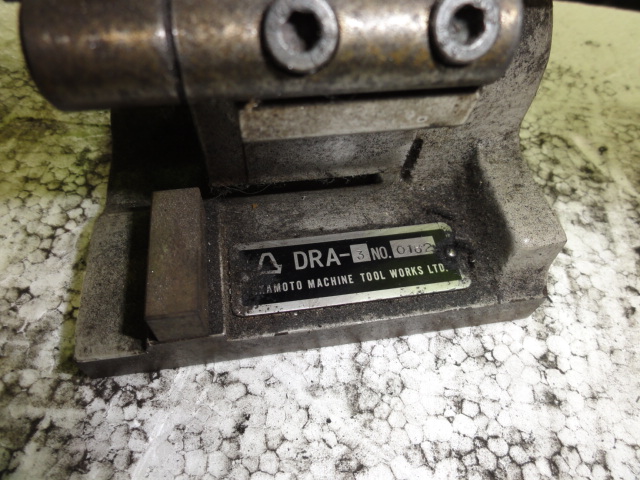 DRA-3 NO. 0162
MACHINE TOOL WORKS LTD.